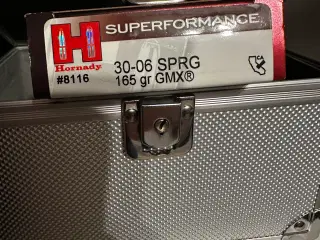 H
SUPERFORMANCE
Hornady
30-06 SPRG
#8116
165 gr GMX®